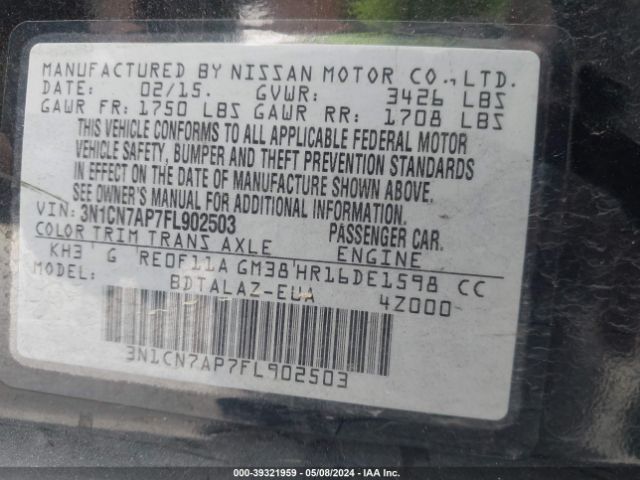 MANUFACTURED BY NISSAN MOTOR CO., LTD.
DATE: 02/15. GVWR: 3426 LBS
GAWR FR: 1750 LBS GAWR RR: 1708 LBS
THIS VEHICLE CONFORMS TO ALL APPLICABLE FEDERAL MOTOR
VEHICLE SAFETY, BUMPER AND THEFT PREVENTION STANDARDS
IN EFFECT ON THE DATE OF MANUFACTURE SHOWN ABOVE.
SEE OWNER'S MANUAL FOR ADDITIONAL INFORMATION.
VIN: 3N1CN7AP7FL902503 PASSENGER CAR.
COLOR TRIM TRANS AXLE ENGINE
KH3 G RE0F11A GM38 HR16DE1598 CC
MODEL: BDTALAZ-EUA 4Z000
3N1CN7AP7FL902503
000-39321959 - 05/08/2024 - IAA Inc.